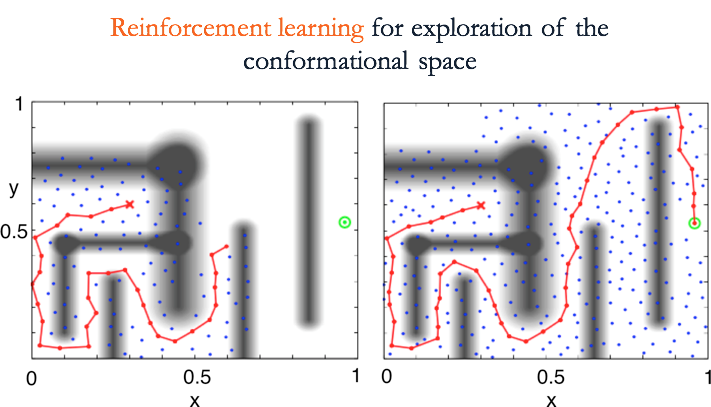 Reinforcement learning for exploration of the
conformational space
1
y
0.5
0
0.5
1
x
0
0.5
1
x